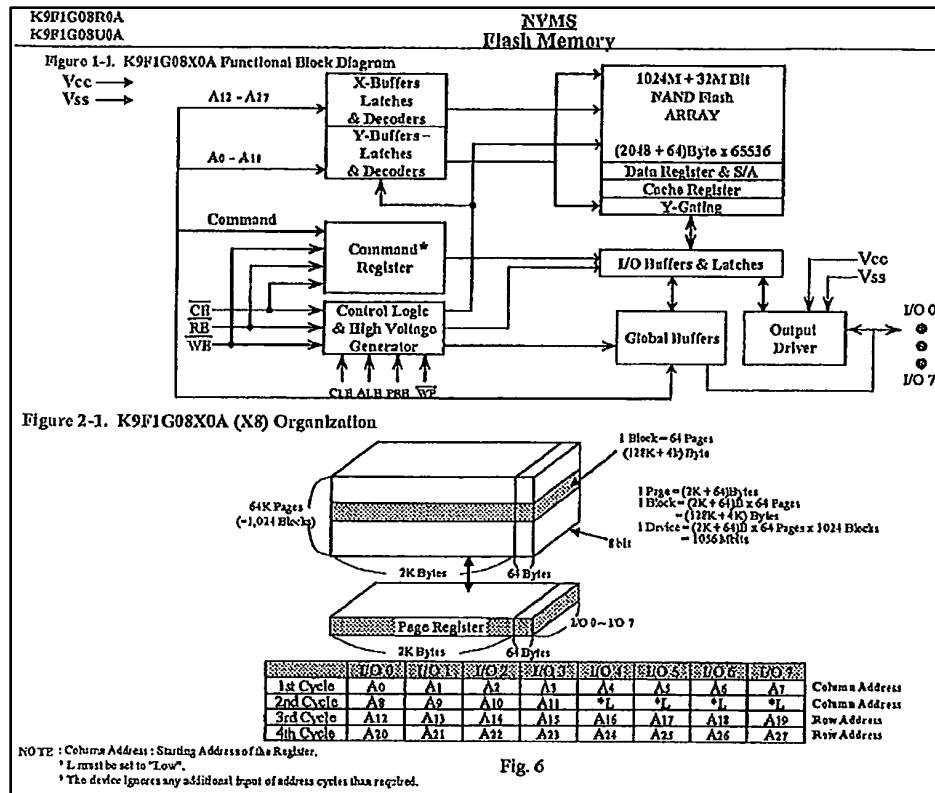 K9F1G08R0A
K9F1G08U0A
NVMS
Flash Memory
Figure 1-1. K9F1G08X0A Functional Block Diagram
Vcc
Vss
A12 - A27
X-Buffers
Latches
& Decoders
A0 - A11
Y-Buffers-
Latches
& Decoders
1024M + 32M Bit
NAND Flash
ARRAY
(2048 + 64)Byte x 65536
Data Register & S/A
Cache Register
Y-Gating
Command
Command*
Register
I/O Buffers & Latches
Vcc
Vss
CE
RE
WE
Control Logic
& High Voltage
Generator
Global Buffers
Output
Driver
I/O 0
I/O 7
CLE ALE PRE WP
Figure 2-1. K9F1G08X0A (X8) Organization
1 Block = 64 Pages
(128K + 4k) Byte
64K Pages
(=1,024 Blocks)
1 Page = (2K + 64)Bytes
1 Block = (2K + 64)B x 64 Pages
= (128K + 4K) Bytes
1 Device = (2K + 64)B x 64 Pages x 1024 Blocks
= 1056 Mbits
8 bit
2K Bytes
64 Bytes
Page Register
I/O 0 ~ I/O 7
2K Bytes
64 Bytes
I/O 0 I/O 1 I/O 2 I/O 3 I/O 4 I/O 5 I/O 6 I/O 7
1st Cycle A0 A1 A2 A3 A4 A5 A6 A7 Column Address
2nd Cycle A8 A9 A10 A11 *L *L *L *L Column Address
3rd Cycle A12 A13 A14 A15 A16 A17 A18 A19 Row Address
4th Cycle A20 A21 A22 A23 A24 A25 A26 A27 Row Address
NOTE : Column Address : Starting Address of the Register.
* L must be set to "Low".
* The device ignores any additional input of address cycles than required.
Fig. 6